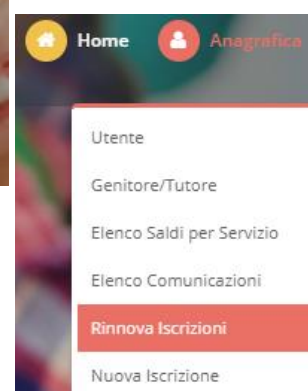 Home Anagrafica
Utente
Genitore/Tutore
Elenco Saldi per Servizio
Elenco Comunicazioni
Rinnova Iscrizioni
Nuova Iscrizione